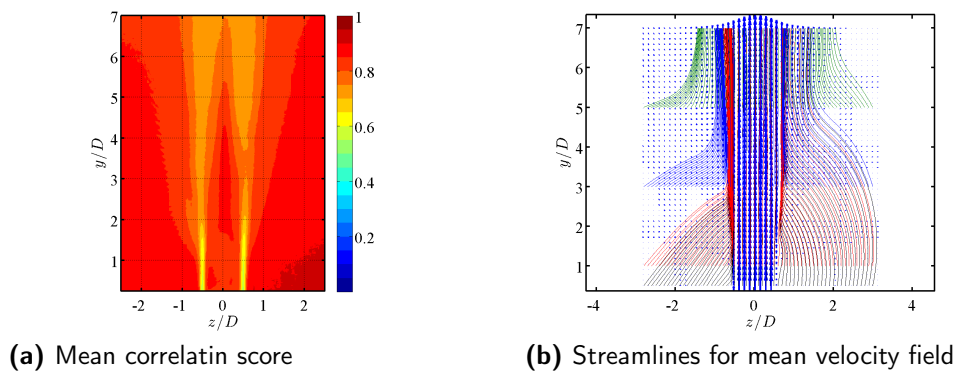 7
6
5
4
3
2
1
y/D
-2 -1 0 1 2
z/D
1
0.8
0.6
0.4
0.2
7
6
5
4
3
2
1
y/D
-4 -2 0 2 4
z/D
(a) Mean correlatin score
(b) Streamlines for mean velocity field